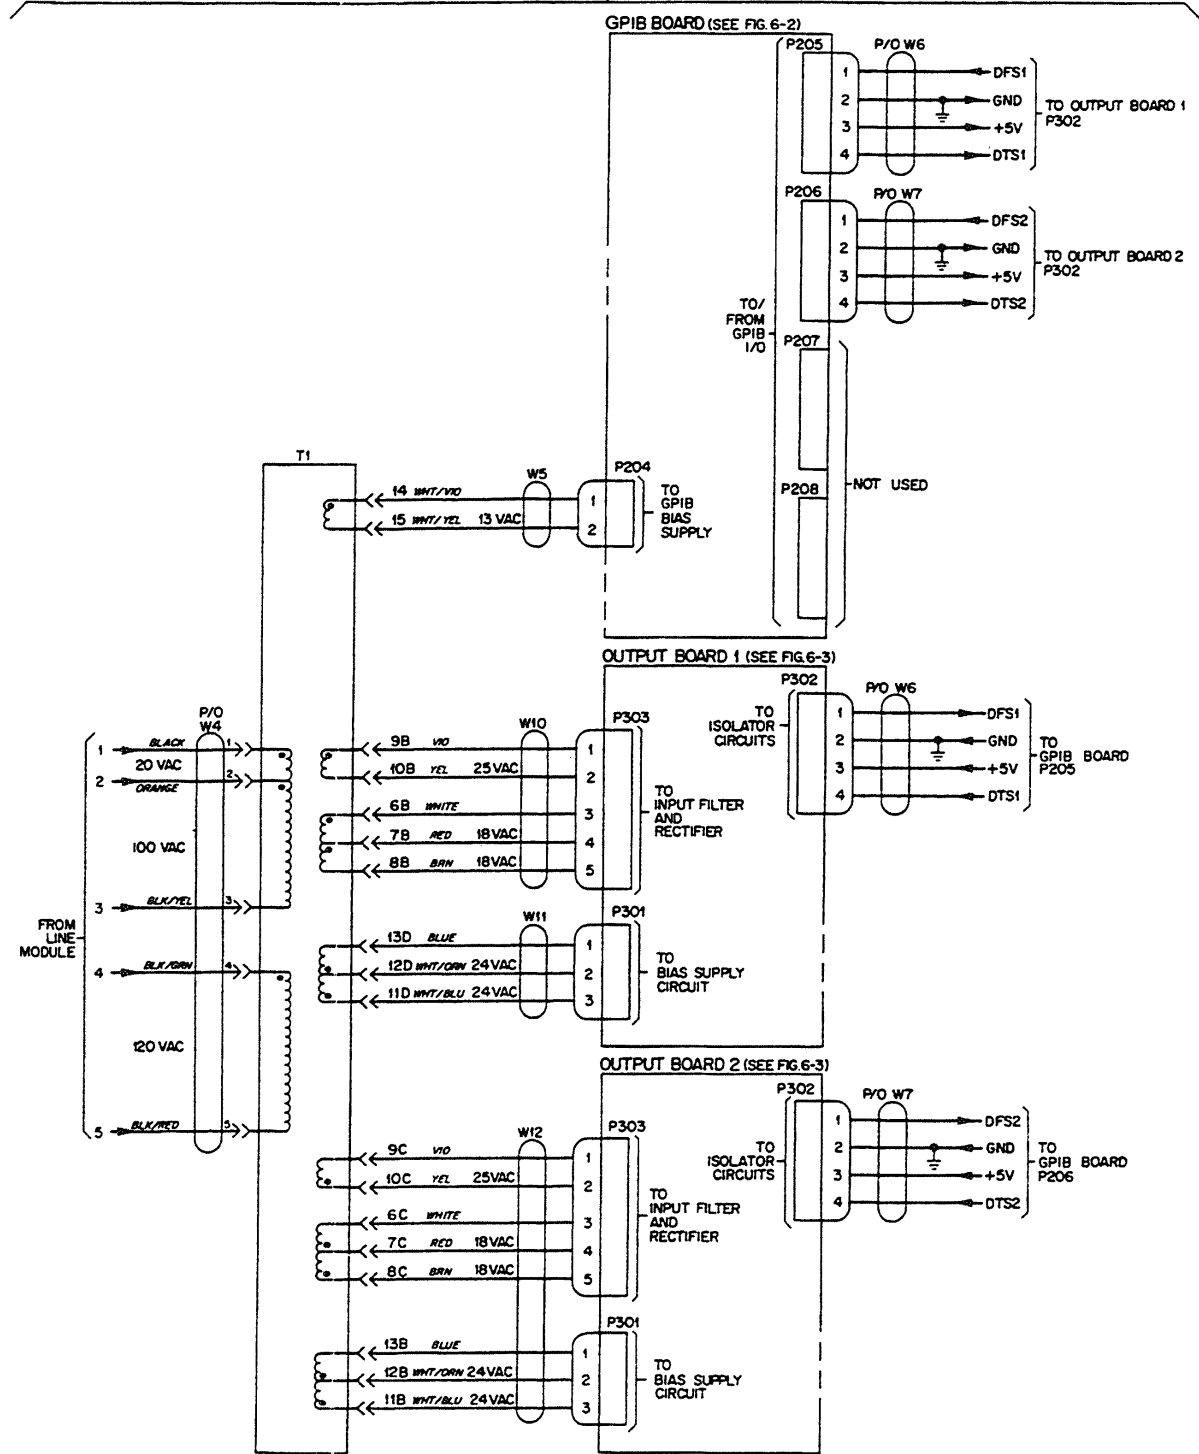 GPIB BOARD (SEE FIG. 6-2)
P205
P/O W6
1
DFS1
2
GND
3
+5V
4
DTS1
TO OUTPUT BOARD 1
P302
P206
P/O W7
1
DFS2
2
GND
3
+5V
4
DTS2
TO OUTPUT BOARD 2
P302
TO/
FROM
GPIB
I/O
P207
P208
NOT USED
T1
14 WHT/VIO
15 WHT/YEL 13 VAC
W5
P204
1
2
TO
GPIB
BIAS
SUPPLY
OUTPUT BOARD 1 (SEE FIG. 6-3)
P302
P/O W6
TO
ISOLATOR
CIRCUITS
1
DFS1
2
GND
3
+5V
4
DTS1
TO
GPIB BOARD
P205
P/O
W4
FROM
LINE
MODULE
1 BLACK 1
20 VAC
2 ORANGE 2
100 VAC
3 BLK/YEL 3
4 BLK/GRN 4
120 VAC
5 BLK/RED 5
W10
P303
9B VIO 1
10B YEL 25VAC 2
6B WHITE 3
7B RED 18VAC 4
8B BRN 18VAC 5
TO
INPUT FILTER
AND
RECTIFIER
W11
P301
13D BLUE 1
12D WHT/ORN 24VAC 2
11D WHT/BLU 24VAC 3
TO
BIAS SUPPLY
CIRCUIT
OUTPUT BOARD 2 (SEE FIG. 6-3)
P302
P/O W7
TO
ISOLATOR
CIRCUITS
1
DFS2
2
GND
3
+5V
4
DTS2
TO
GPIB BOARD
P206
W12
P303
9C VIO 1
10C YEL 25VAC 2
6C WHITE 3
7C RED 18VAC 4
8C BRN 18VAC 5
TO
INPUT FILTER
AND
RECTIFIER
P301
13B BLUE 1
12B WHT/ORN 24VAC 2
11B WHT/BLU 24VAC 3
TO
BIAS SUPPLY
CIRCUIT